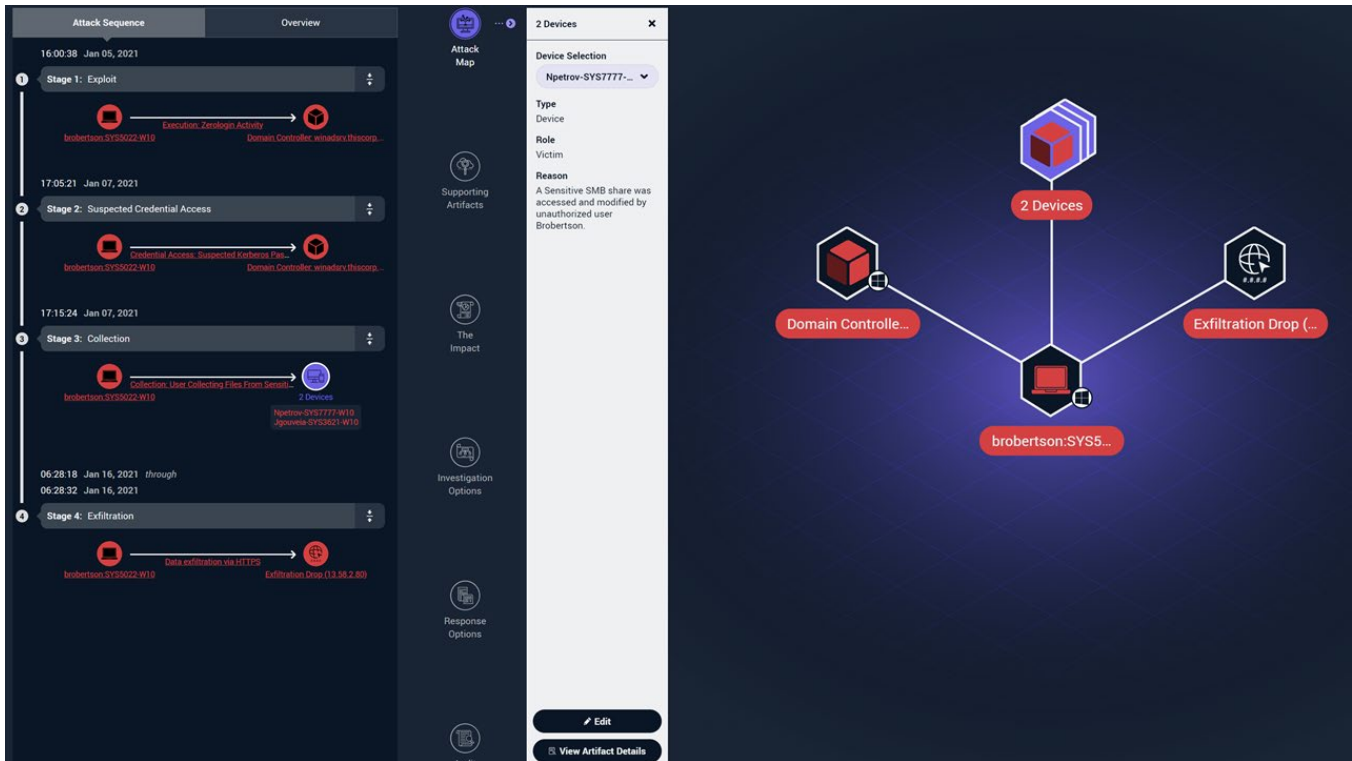 Attack Sequence
Overview
16:00:38 Jan 05, 2021
1
Stage 1: Exploit
Execution: Zerologin Activity
brobertson:SYS5022-W10
Domain Controller: winadsrv.thiscorp...
17:05:21 Jan 07, 2021
2
Stage 2: Suspected Credential Access
Credential Access: Suspected Kerberos Pas...
brobertson:SYS5022-W10
Domain Controller: winadsrv.thiscorp...
17:15:24 Jan 07, 2021
3
Stage 3: Collection
Collection: User Collecting Files From Sensiti...
brobertson:SYS5022-W10
2 Devices
Npetrov-SYS7777-W10
Jgouveia-SYS3621-W10
06:28:18 Jan 16, 2021 through
06:28:32 Jan 16, 2021
4
Stage 4: Exfiltration
Data exfiltration via HTTPS
brobertson:SYS5022-W10
Exfiltration Drop (13.58.2.80)
Attack
Map
Supporting
Artifacts
The
Impact
Investigation
Options
Response
Options
2 Devices
Device Selection
Npetrov-SYS7777-...
Type
Device
Role
Victim
Reason
A Sensitive SMB share was
accessed and modified by
unauthorized user
Brobertson.
Edit
View Artifact Details
2 Devices
Domain Controlle...
#.#.#.#
Exfiltration Drop (...
brobertson:SYS5...